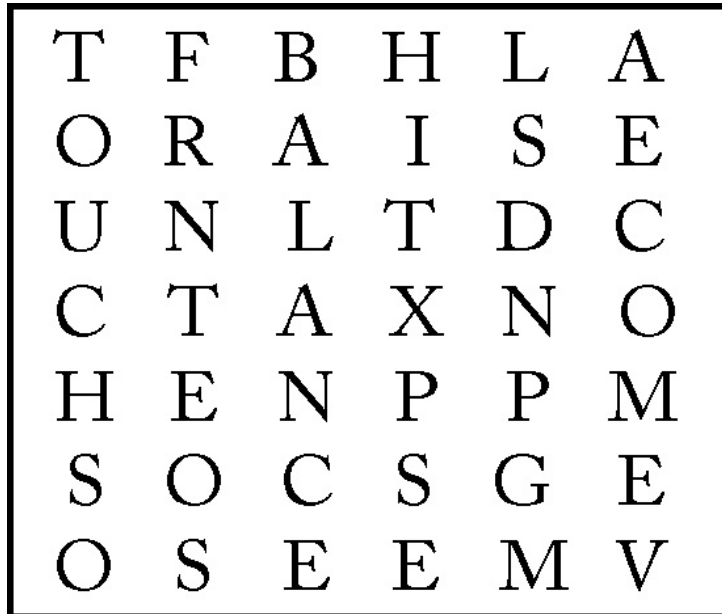 T F B H L A
O R A I S E
U N L T D C
C T A X N O
H E N P P M
S O C S G E
O S E E M V